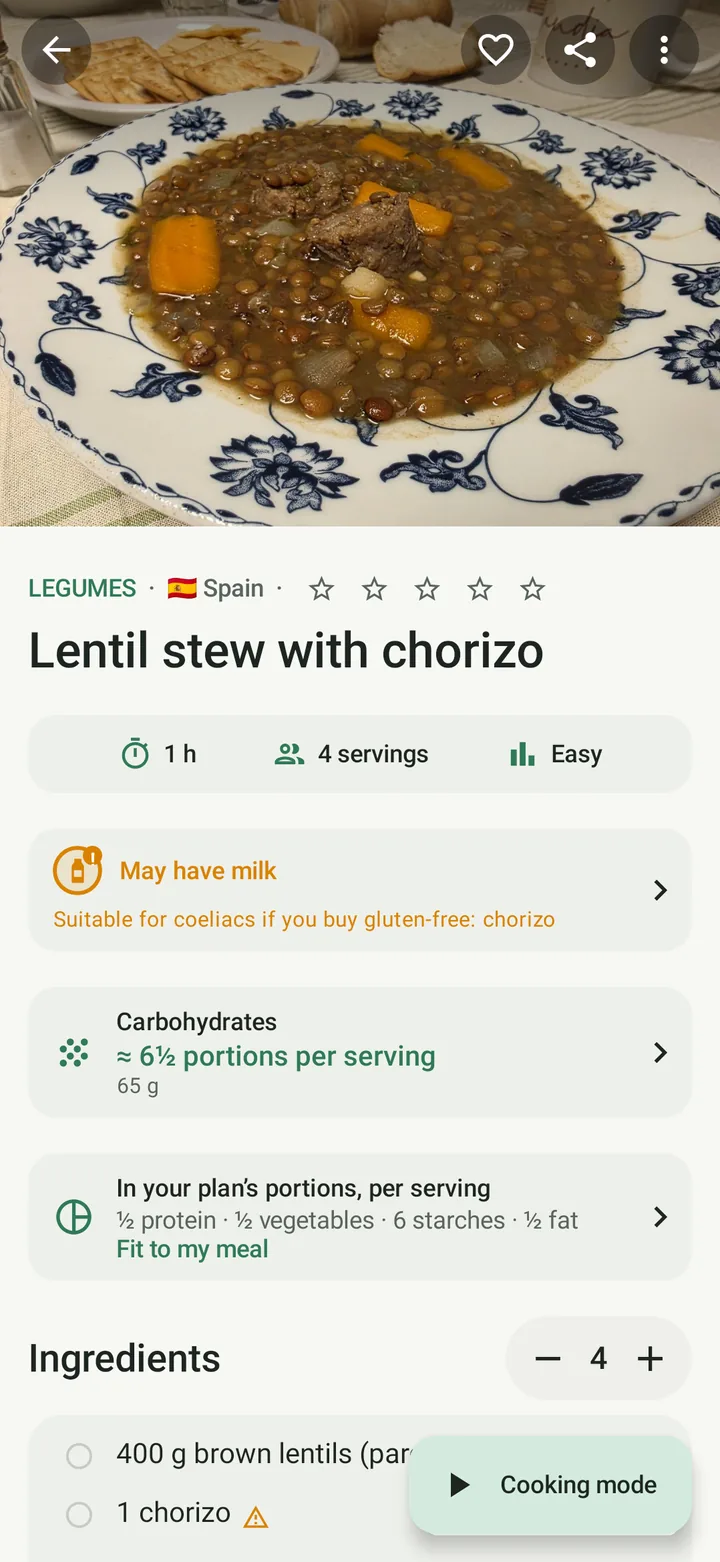 india
LEGUMES · Spain ·
Lentil stew with chorizo
1 h
4 servings
Easy
May have milk
Suitable for coeliacs if you buy gluten-free: chorizo
Carbohydrates
≈ 6½ portions per serving
65 g
In your plan’s portions, per serving
½ protein · ½ vegetables · 6 starches · ½ fat
Fit to my meal
Ingredients
4
400 g brown lentils
1 chorizo
Cooking mode